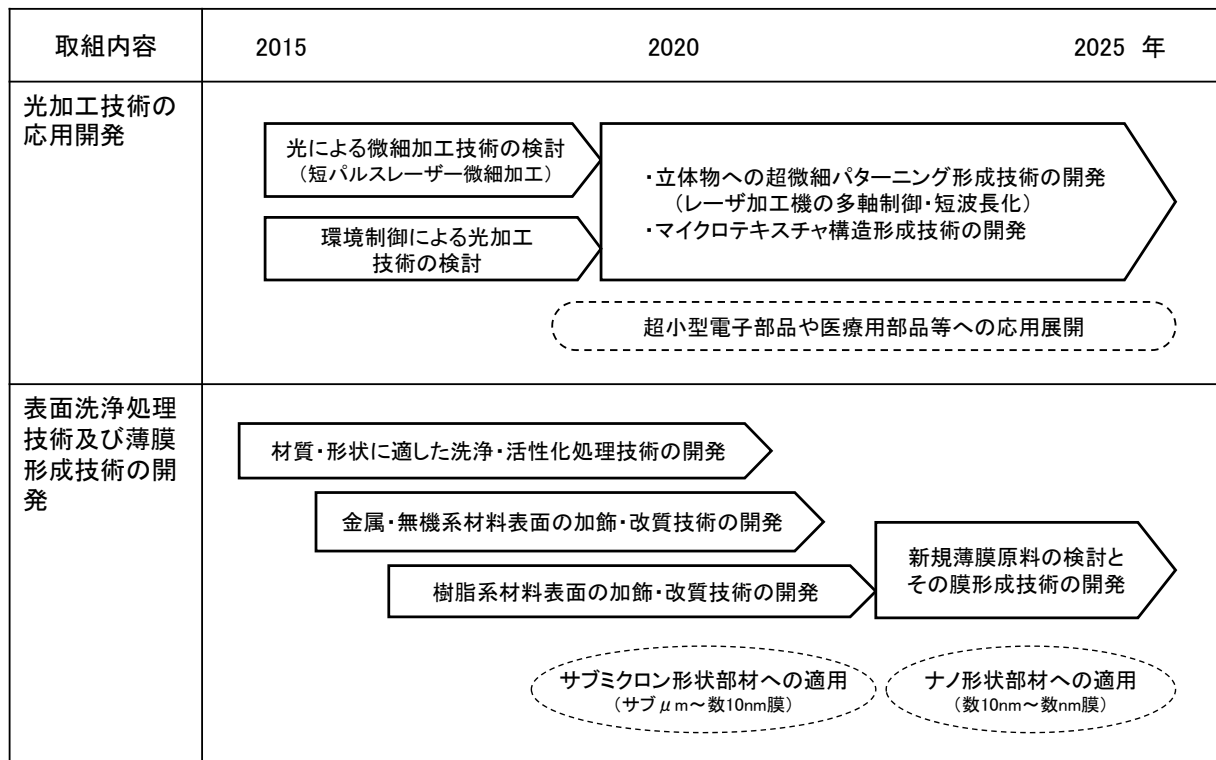 取組内容
2015
2020
2025 年
光加工技術の
応用開発
光による微細加工技術の検討
（短パルスレーザー微細加工）
環境制御による光加工
技術の検討
・立体物への超微細パターニング形成技術の開発
（レーザ加工機の多軸制御・短波長化）
・マイクロテキスチャ構造形成技術の開発
超小型電子部品や医療用部品等への応用展開
表面洗浄処理
技術及び薄膜
形成技術の開
発
材質・形状に適した洗浄・活性化処理技術の開発
金属・無機系材料表面の加飾・改質技術の開発
樹脂系材料表面の加飾・改質技術の開発
新規薄膜原料の検討と
その膜形成技術の開発
サブミクロン形状部材への適用
（サブμm～数10nm膜）
ナノ形状部材への適用
（数10nm～数nm膜）